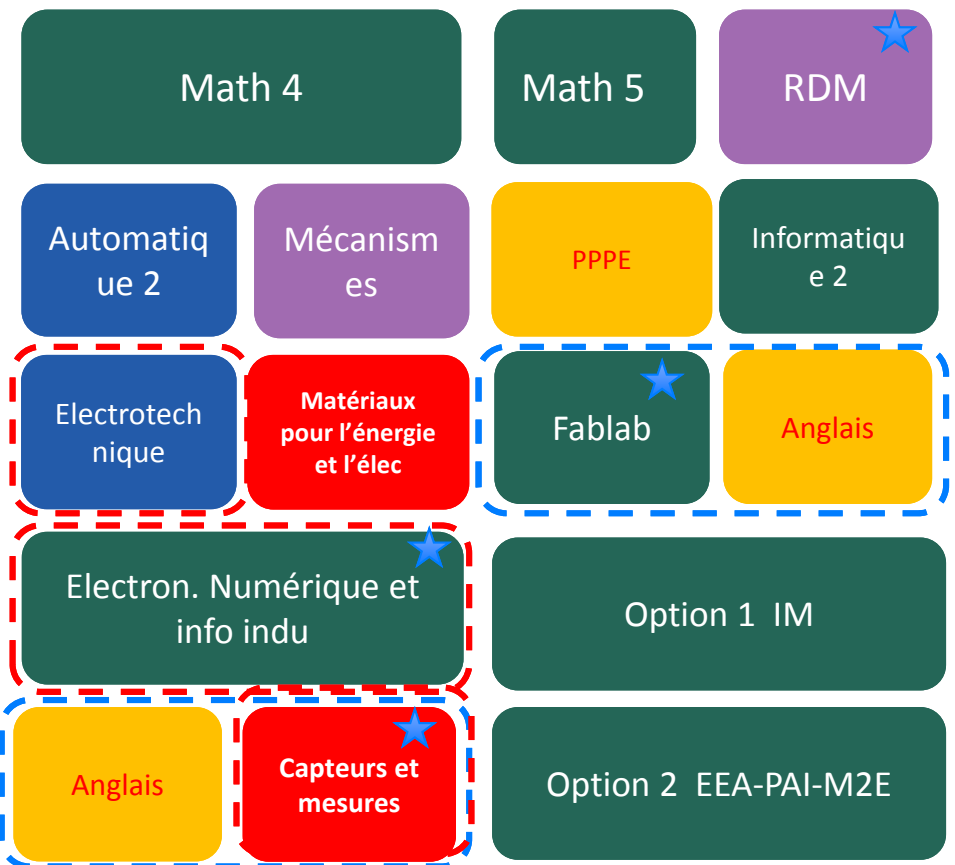 Math 4
Math 5
RDM
Automatiq
ue 2
Mécanism
es
PPPE
Informatiqu
e 2
Electrotech
nique
Matériaux
pour l'énergie
et l'élec
Fablab
Anglais
Electron. Numérique et
info indu
Option 1 IM
Anglais
Capteurs et
mesures
Option 2 EEA-PAI-M2E